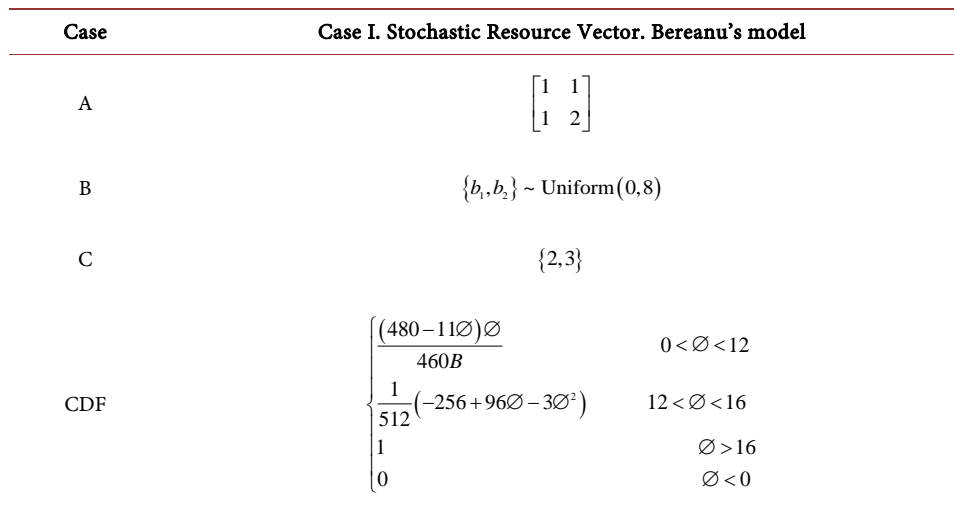 Case Case I. Stochastic Resource Vector. Bereanu's model
A [1 1
1 2]
B {b₁,b₂} ~ Uniform(0,8)
C {2,3}
CDF { (480−11∅)∅ / 460B 0<∅<12
1/512 (−256+96∅−3∅²) 12<∅<16
1 ∅>16
0 ∅<0